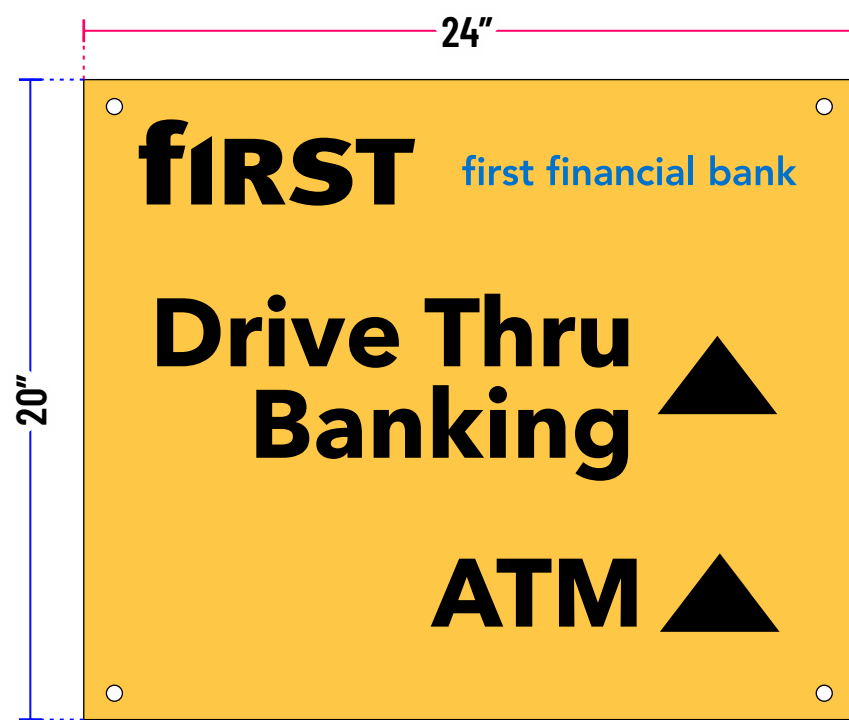 24”
fIRST
first financial bank
20”
Drive Thru
Banking
ATM